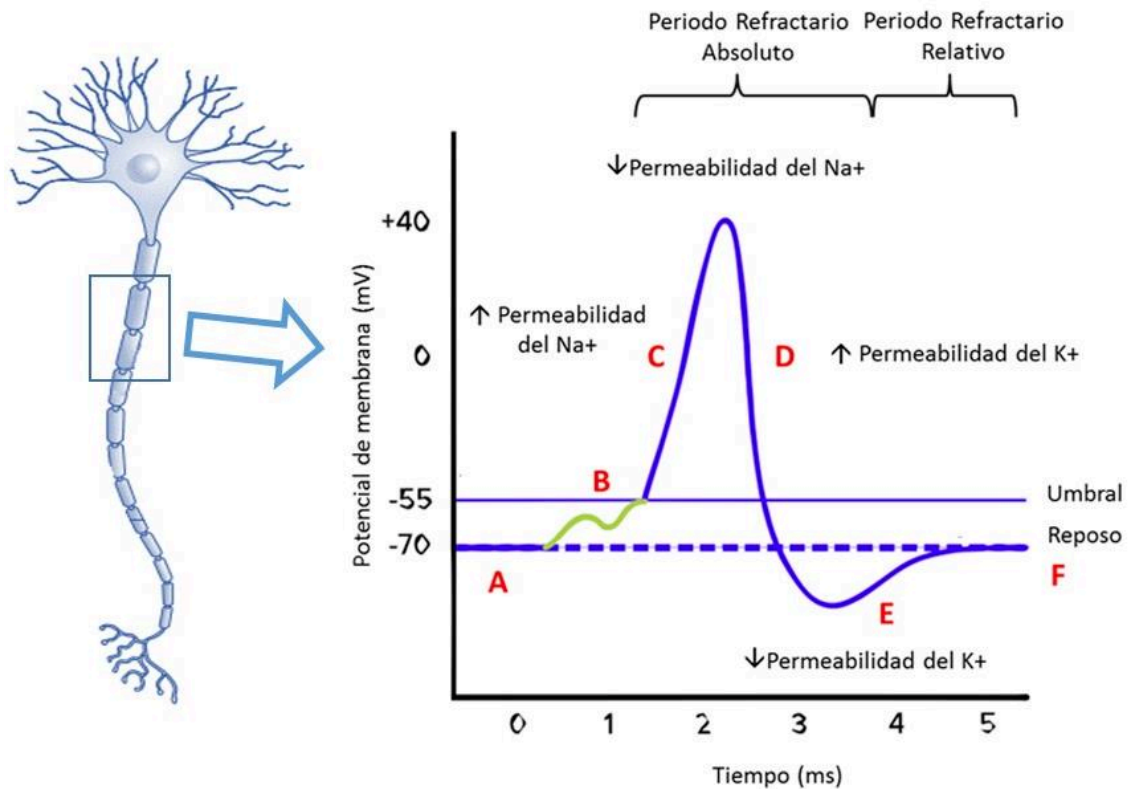 Periodo Refractario
Absoluto
Periodo Refractario
Relativo
↓Permeabilidad del Na+
+40
↑ Permeabilidad
del Na+
Potencial de membrana (mV)
0
C
D
↑ Permeabilidad del K+
B
-55
Umbral
-70
Reposo
A
F
E
↓Permeabilidad del K+
0 1 2 3 4 5
Tiempo (ms)